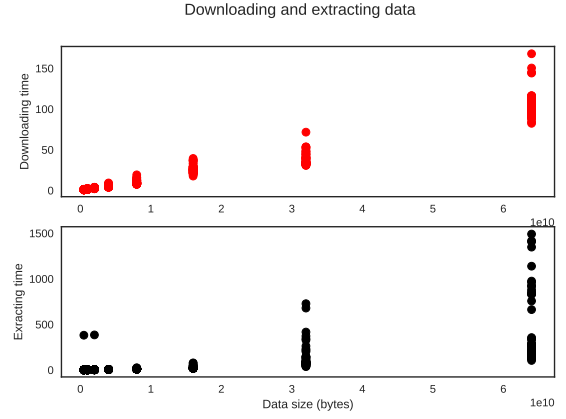 Downloading and extracting data
150
100
50
0
Downloading time
0 1 2 3 4 5 6
1e10
1500
1000
500
0
Exracting time
0 1 2 3 4 5 6
1e10
Data size (bytes)